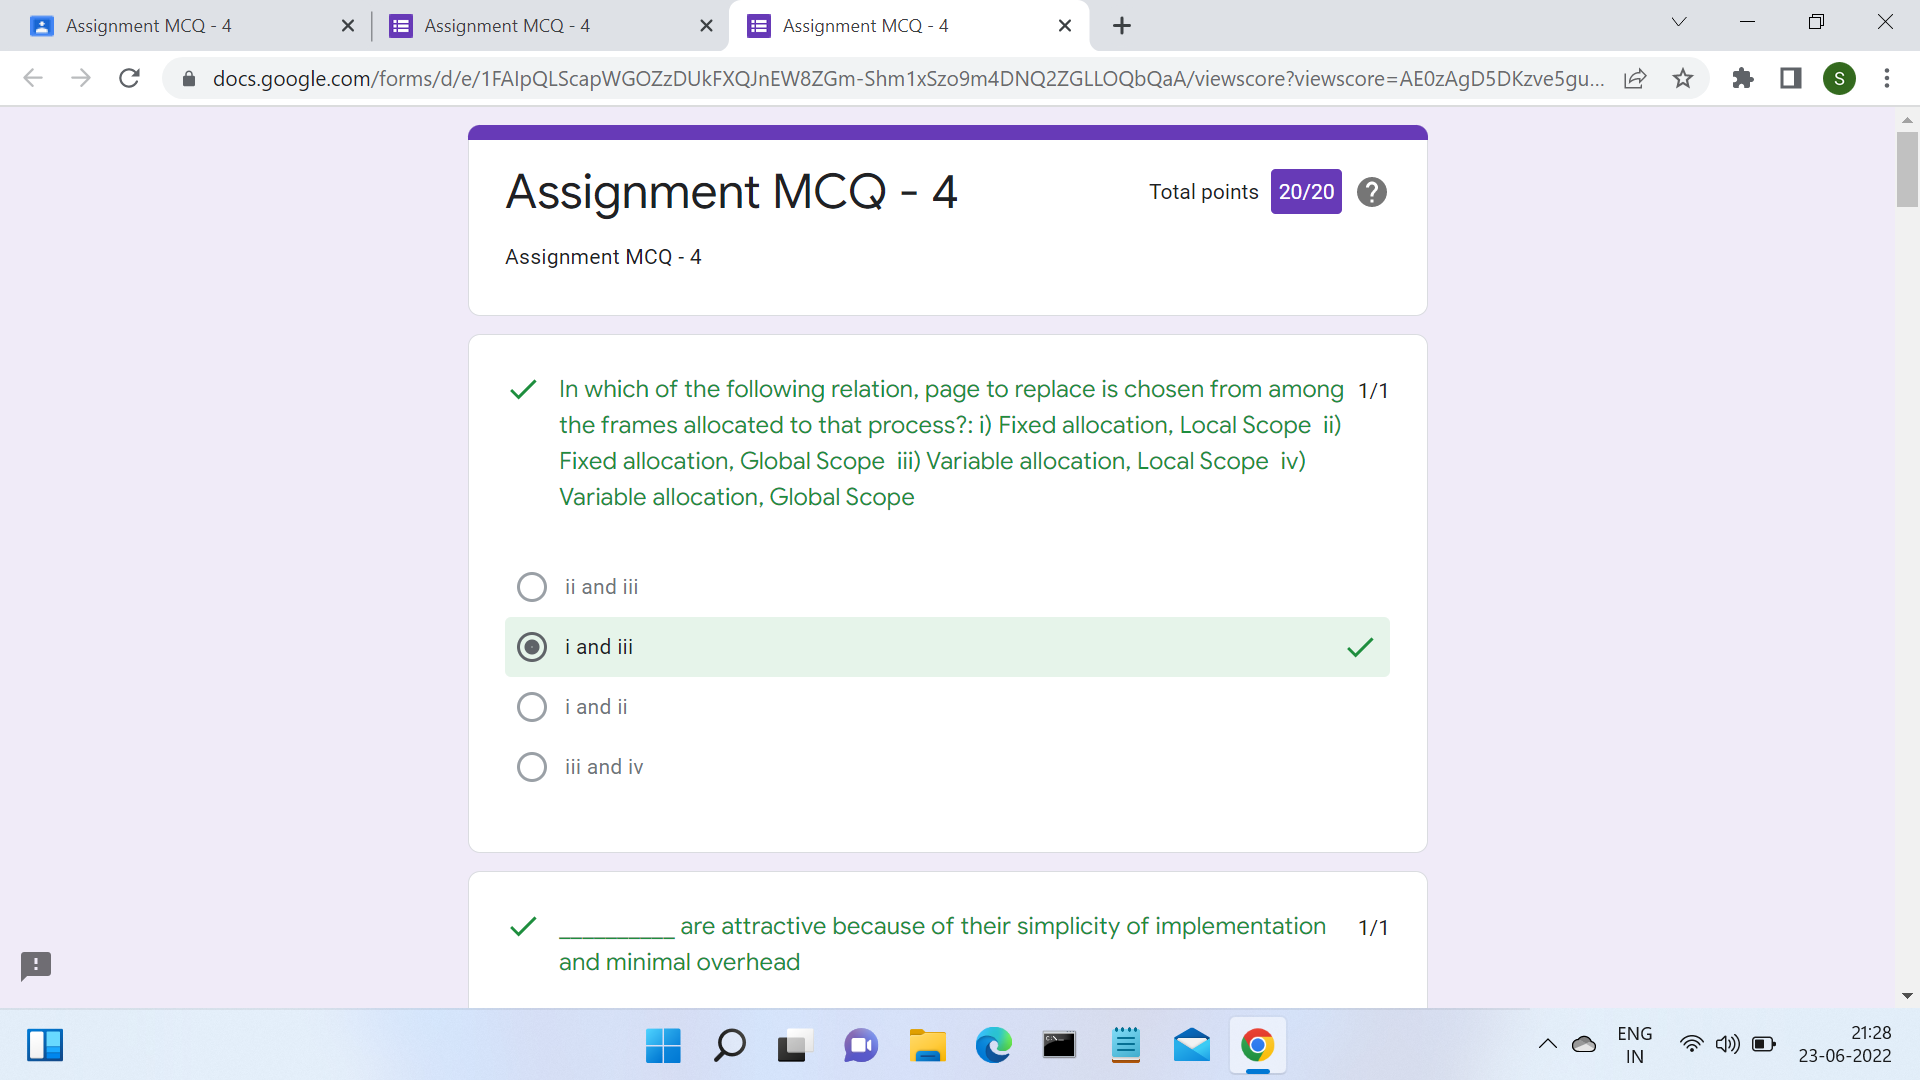 Assignment MCQ - 4
Assignment MCQ - 4
Assignment MCQ - 4
docs.google.com/forms/d/e/1FAIpQLScapWGOZzDUkFXQJnEW8ZGm-Shm1xSzo9m4DNQ2ZGLLOQbQaA/viewscore?viewscore=AE0zAgD5DKzve5gu...
S
Assignment MCQ - 4
Total points 20/20
Assignment MCQ - 4
In which of the following relation, page to replace is chosen from among 1/1
the frames allocated to that process?: i) Fixed allocation, Local Scope  ii)
Fixed allocation, Global Scope  iii) Variable allocation, Local Scope  iv)
Variable allocation, Global Scope
ii and iii
i and iii
i and ii
iii and iv
__________ are attractive because of their simplicity of implementation 1/1
and minimal overhead
ENG
IN
21:28
23-06-2022